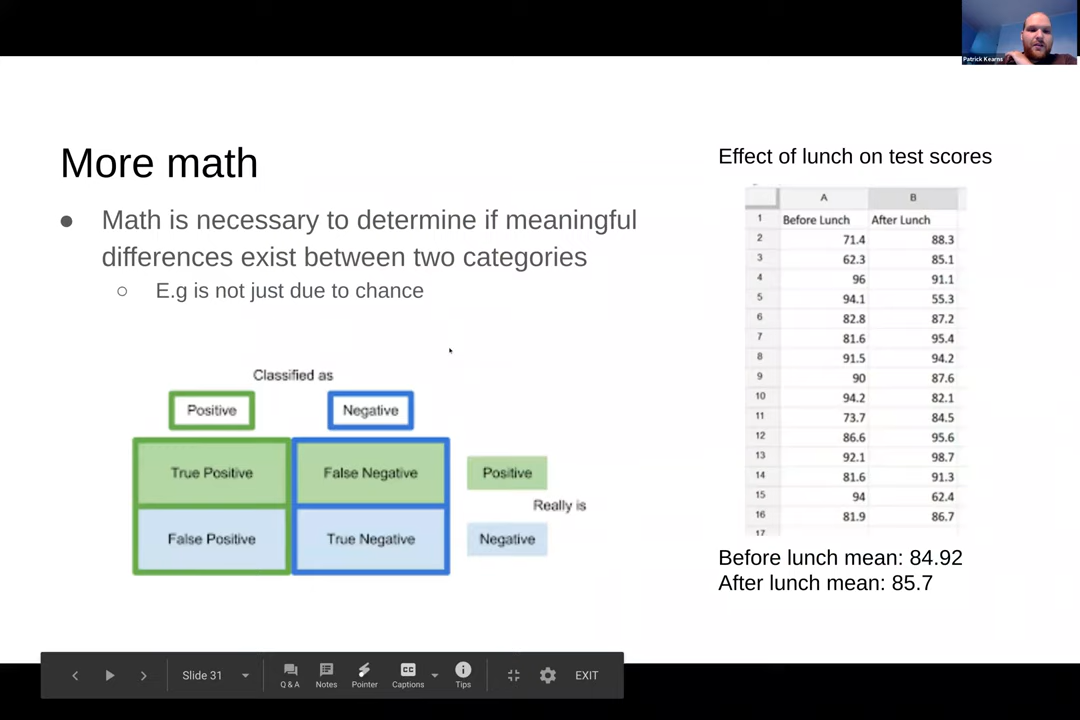 Patrick Kearns
More math
● Math is necessary to determine if meaningful
differences exist between two categories
○ E.g is not just due to chance
Classified as
Positive Negative
True Positive False Negative Positive
Really is
False Positive True Negative Negative
Effect of lunch on test scores
A B
1 Before Lunch After Lunch
2 71.4 88.3
3 62.3 85.1
4 96 91.1
5 94.1 55.3
6 82.8 87.2
7 81.6 95.4
8 91.5 94.2
9 90 87.6
10 94.2 82.1
11 73.7 84.5
12 86.6 95.6
13 92.1 98.7
14 81.6 91.3
15 94 62.4
16 81.9 86.7
17
Before lunch mean: 84.92
After lunch mean: 85.7
Slide 31 Q & A Notes Pointer CC Captions Tips EXIT